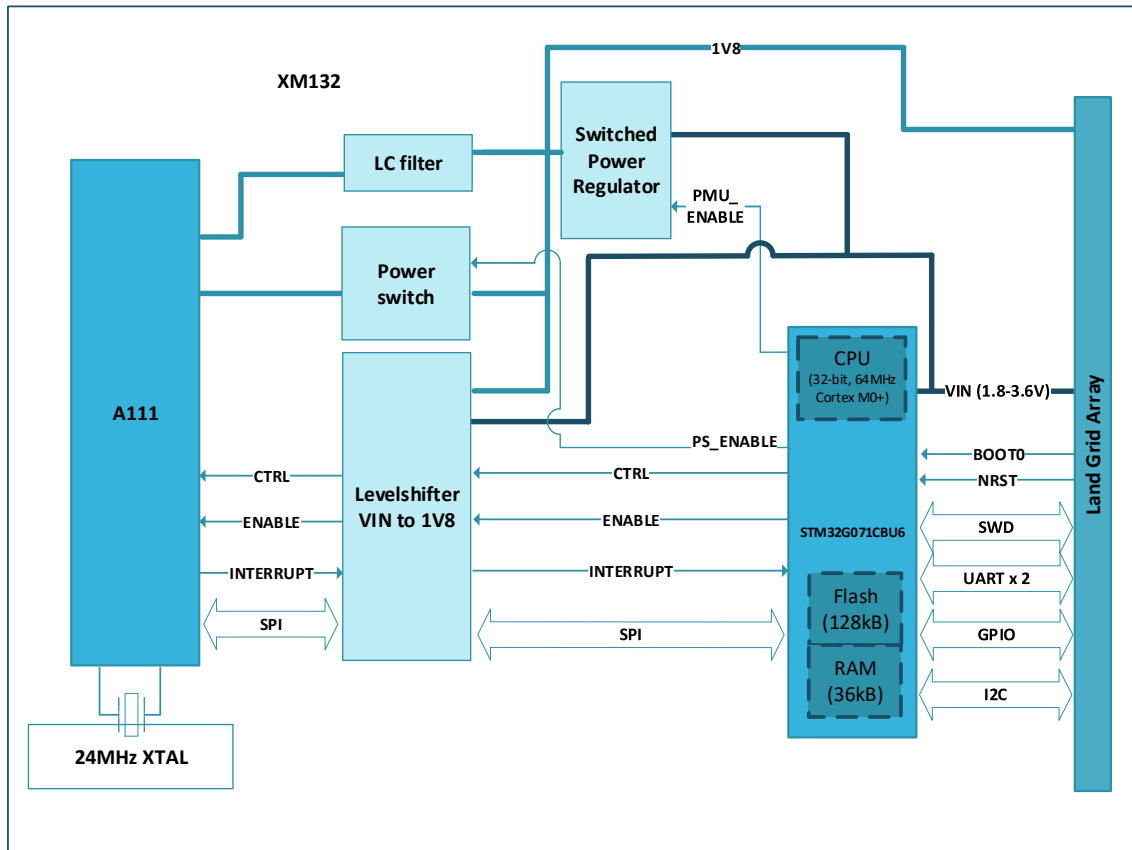 1V8
XM132
Switched
Power
Regulator
LC filter
PMU_
ENABLE
Power
switch
CPU
(32-bit, 64MHz
Cortex M0+)
VIN (1.8-3.6V)
A111
Land Grid Array
PS_ENABLE
BOOT0
CTRL
CTRL
NRST
Levelshifter
VIN to 1V8
ENABLE
ENABLE
STM32G071CBU6
SWD
INTERRUPT
INTERRUPT
UART x 2
Flash
(128kB)
SPI
SPI
GPIO
RAM
(36kB)
I2C
24MHz XTAL